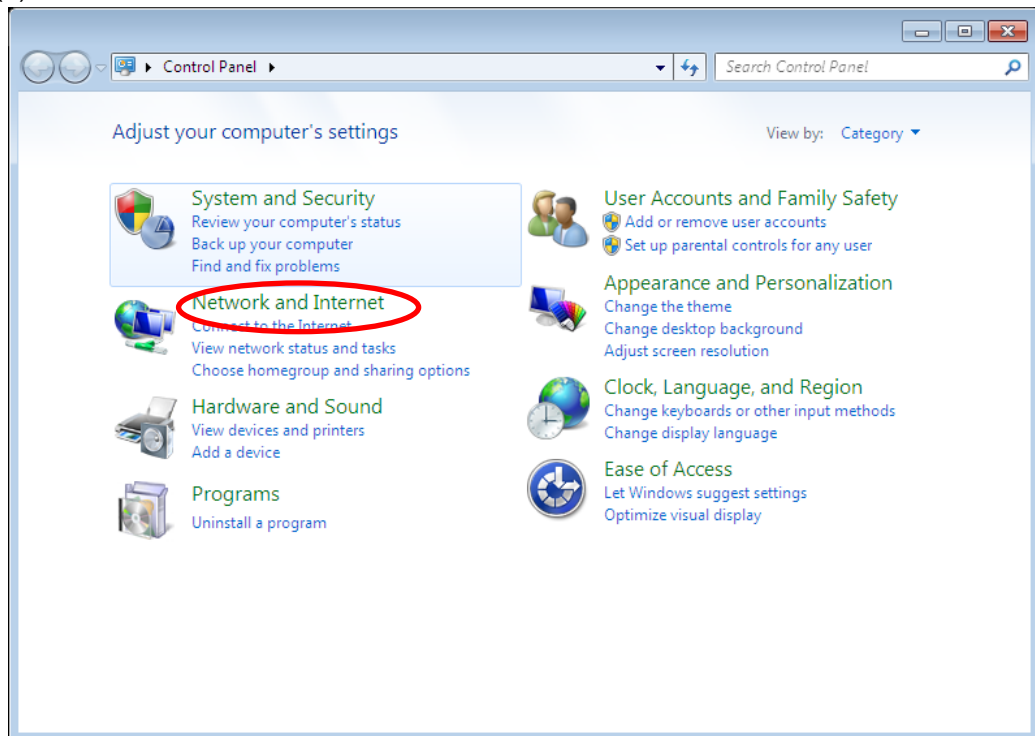 Control Panel
Search Control Panel
Adjust your computer's settings
View by: Category
System and Security
Review your computer's status
Back up your computer
Find and fix problems
Network and Internet
Connect to the Internet
View network status and tasks
Choose homegroup and sharing options
Hardware and Sound
View devices and printers
Add a device
Programs
Uninstall a program
User Accounts and Family Safety
Add or remove user accounts
Set up parental controls for any user
Appearance and Personalization
Change the theme
Change desktop background
Adjust screen resolution
Clock, Language, and Region
Change keyboards or other input methods
Change display language
Ease of Access
Let Windows suggest settings
Optimize visual display